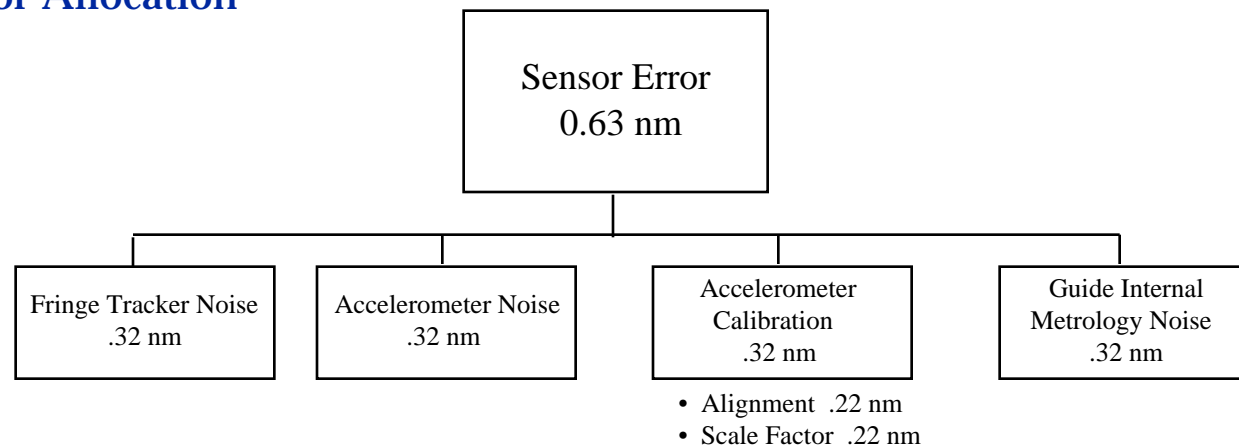 Allocation
Sensor Error
0.63 nm
Fringe Tracker Noise
.32 nm
Accelerometer Noise
.32 nm
Accelerometer
Calibration
.32 nm
Guide Internal
Metrology Noise
.32 nm
• Alignment .22 nm
• Scale Factor .22 nm